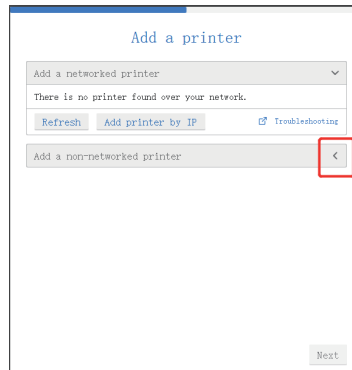 Add a printer
Add a networked printer
There is no printer found over your network.
Refresh Add printer by IP Troubleshooting
Add a non-networked printer
Next